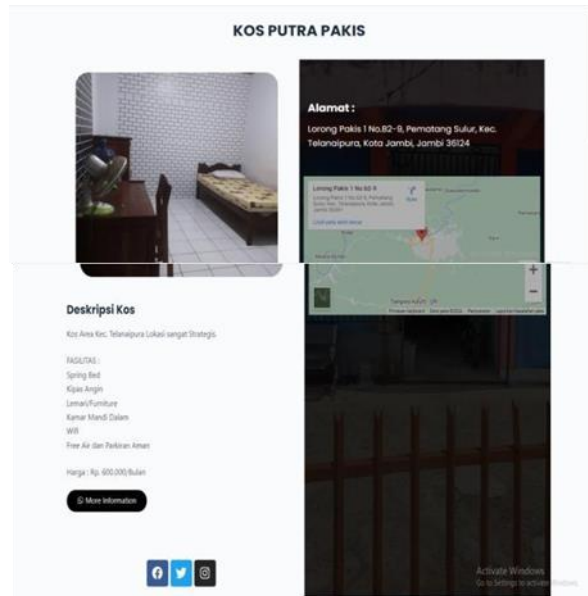 KOS PUTRA PAKIS
Alamat :
Lorong Pakis 1 No.B2-9, Pematang Sulur, Kec.
Telanaipura, Kota Jambi, Jambi 36124
Lorong Pakis 1 No B2-9
Rute
Deskripsi Kos
Kos Area Kec. Telanaipura Lokasi sangat Strategis.
FASILITAS :
Spring Bed
Kipas Angin
Lemari/Furniture
Kamar Mandi Dalam
Wifi
Free Air dan Parkiran Aman
Harga : Rp. 600.000/Bulan
More Information
Activate Windows
Go to Settings to activate Windows.